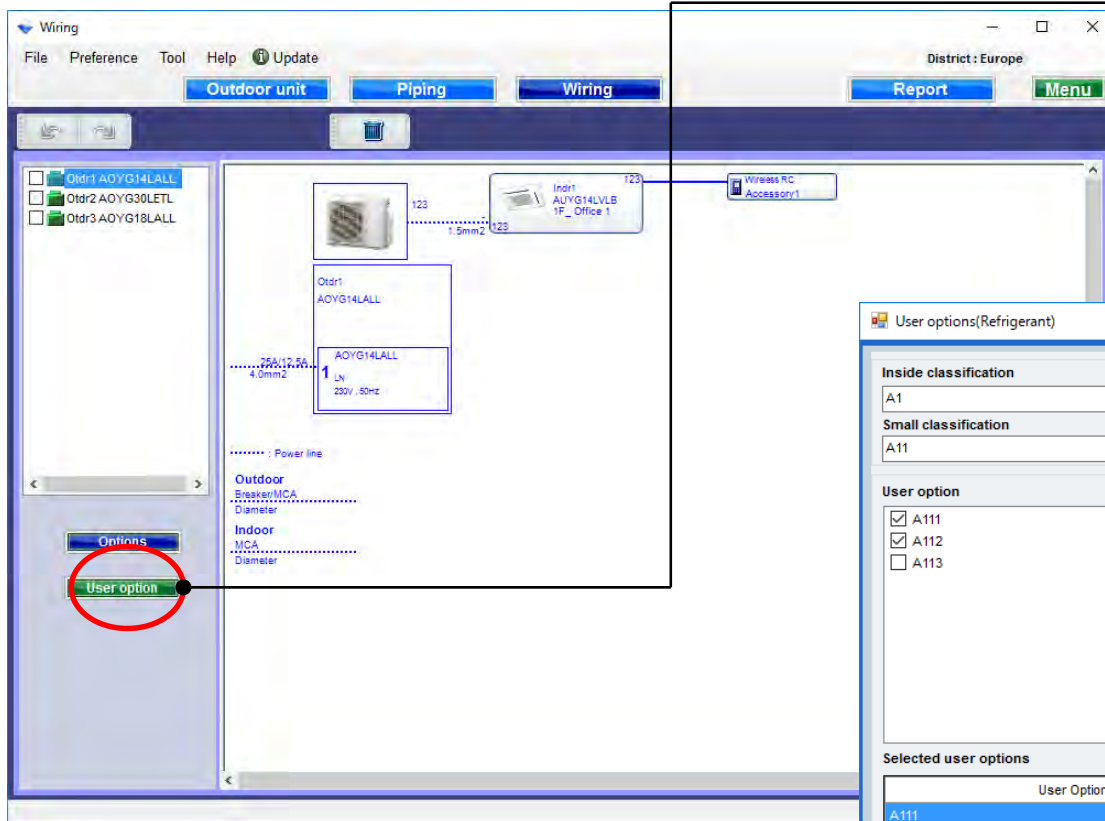 Wiring
File Preference Tool Help Update
District : Europe
Outdoor unit Piping Wiring Report Menu
Otdr1 AOYG14LALL
Otdr2 AOYG30LETL
Otdr3 AOYG18LALL
123
-
1.5mm2
123
Indr1
AUYG14LVLB
1F_ Office 1
123
Wireless RC
Accessory1
Otdr1
AOYG14LALL
25A/12.5A
4.0mm2
AOYG14LALL
1 LN
230V , 50Hz
: Power line
Outdoor
Breaker/MCA
Diameter
Indoor
MCA
Diameter
Options
User option
User options(Refrigerant)
Inside classification
A1
Small classification
A11
User option
A111
A112
A113
Selected user options
User Option
A111